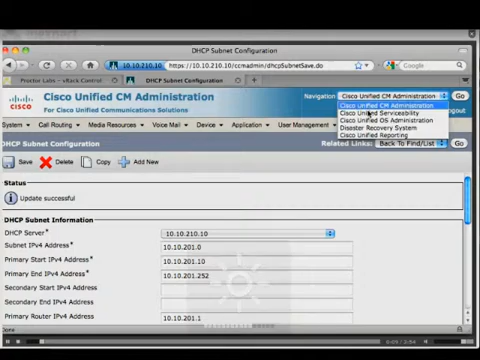 DHCP Subnet Configuration
10.10.210.10
https://10.10.210.10/ccmadmin/dhcpSubnetSave.do
Google
Proctor Labs – vRack Control
DHCP Subnet Configuration
CISCO
Cisco Unified CM Administration
For Cisco Unified Communications Solutions
Navigation
Cisco Unified CM Administration
Go
Cisco Unified CM Administration
Cisco Unified Serviceability
Cisco Unified OS Administration
Disaster Recovery System
Cisco Unified Reporting
System
Call Routing
Media Resources
Voice Mail
Device
Application
User Management
DHCP Subnet Configuration
Related Links:
Back To Find/List
Go
Save
Delete
Copy
Add New
Status
Update successful
DHCP Subnet Information
DHCP Server*
10.10.210.10
Subnet IPv4 Address*
10.10.201.0
Primary Start IPv4 Address*
10.10.201.10
Primary End IPv4 Address*
10.10.201.252
Secondary Start IPv4 Address
Secondary End IPv4 Address
Primary Router IPv4 Address
10.10.201.1
Done